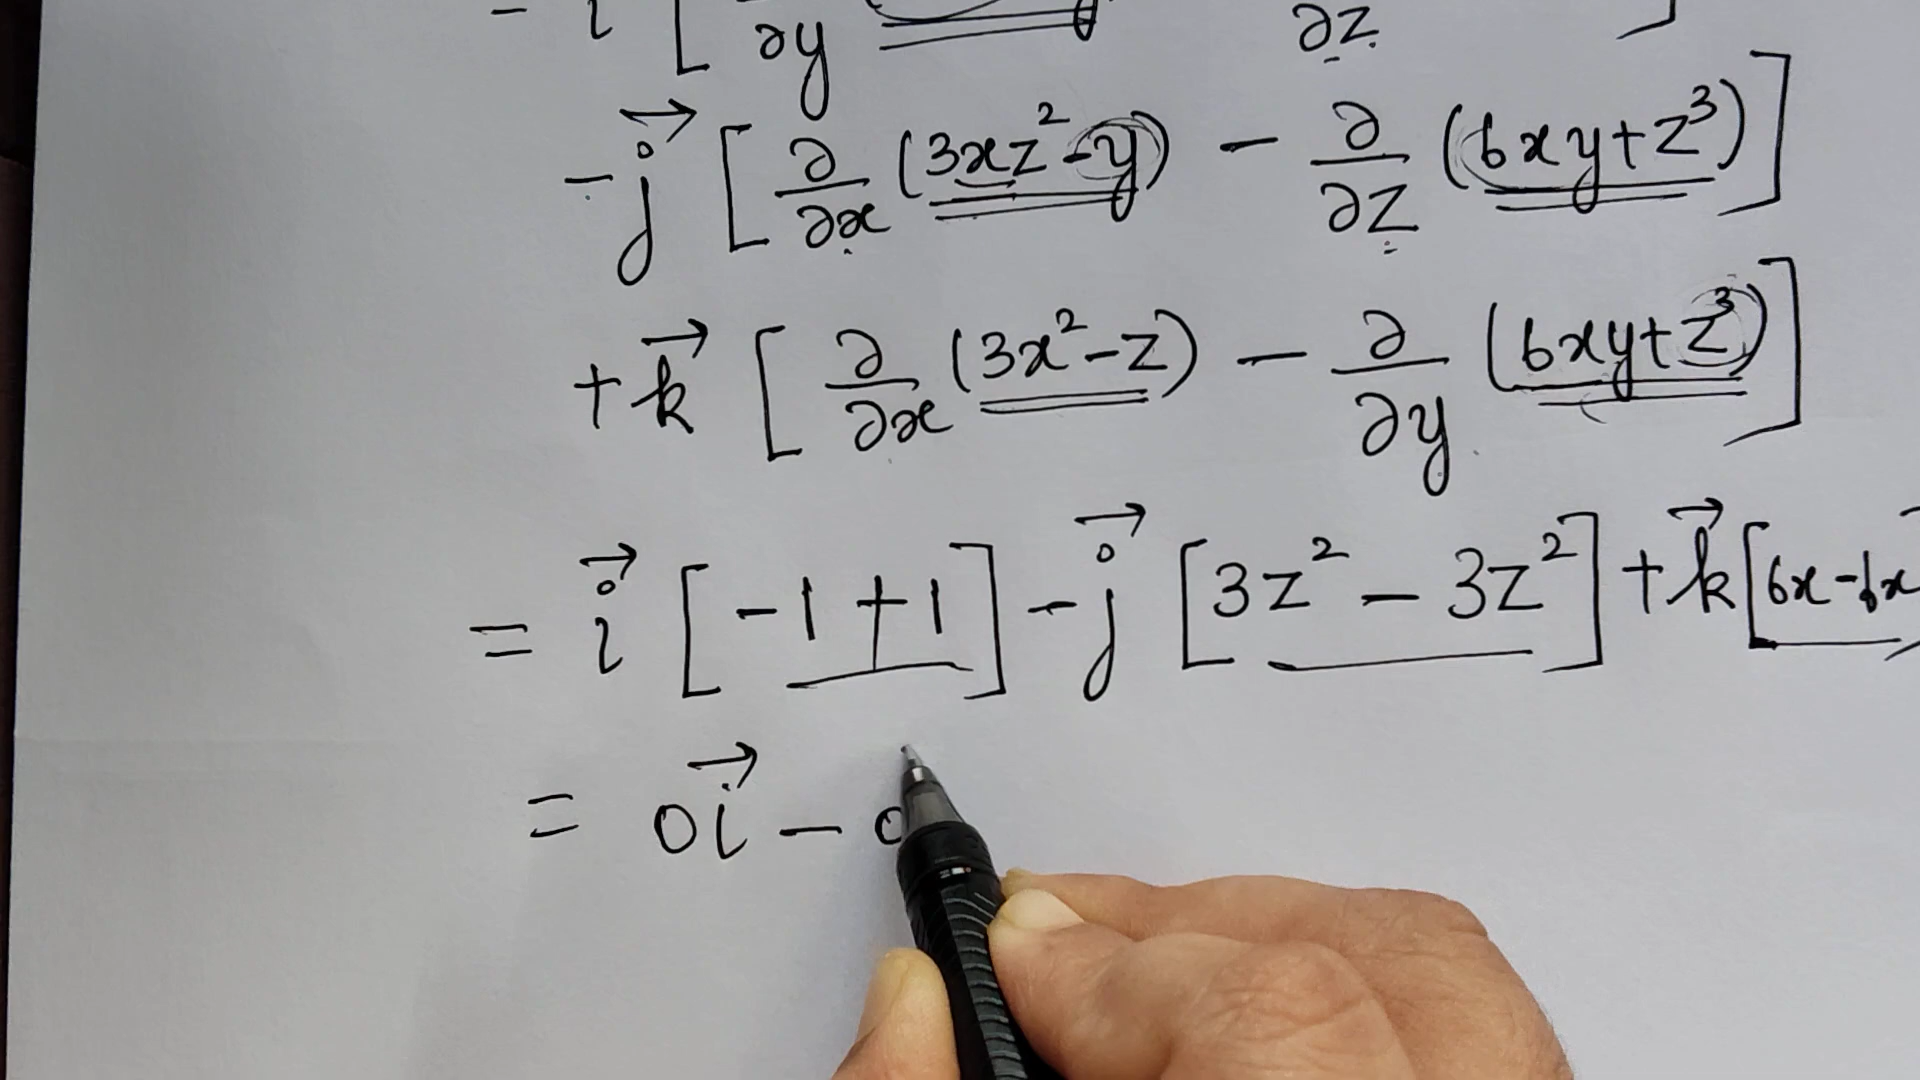 = i [ ∂y ∂z ]
-j⃗ [ ∂/∂x (3xz² - y) - ∂/∂z (6xy + z³) ]
+k⃗ [ ∂/∂x (3x² - z) - ∂/∂y (6xy + z³) ]
= i⃗ [ -1 + 1 ] - j⃗ [ 3z² - 3z² ] + k⃗ [ 6x - 6x
= 0i⃗ - 0